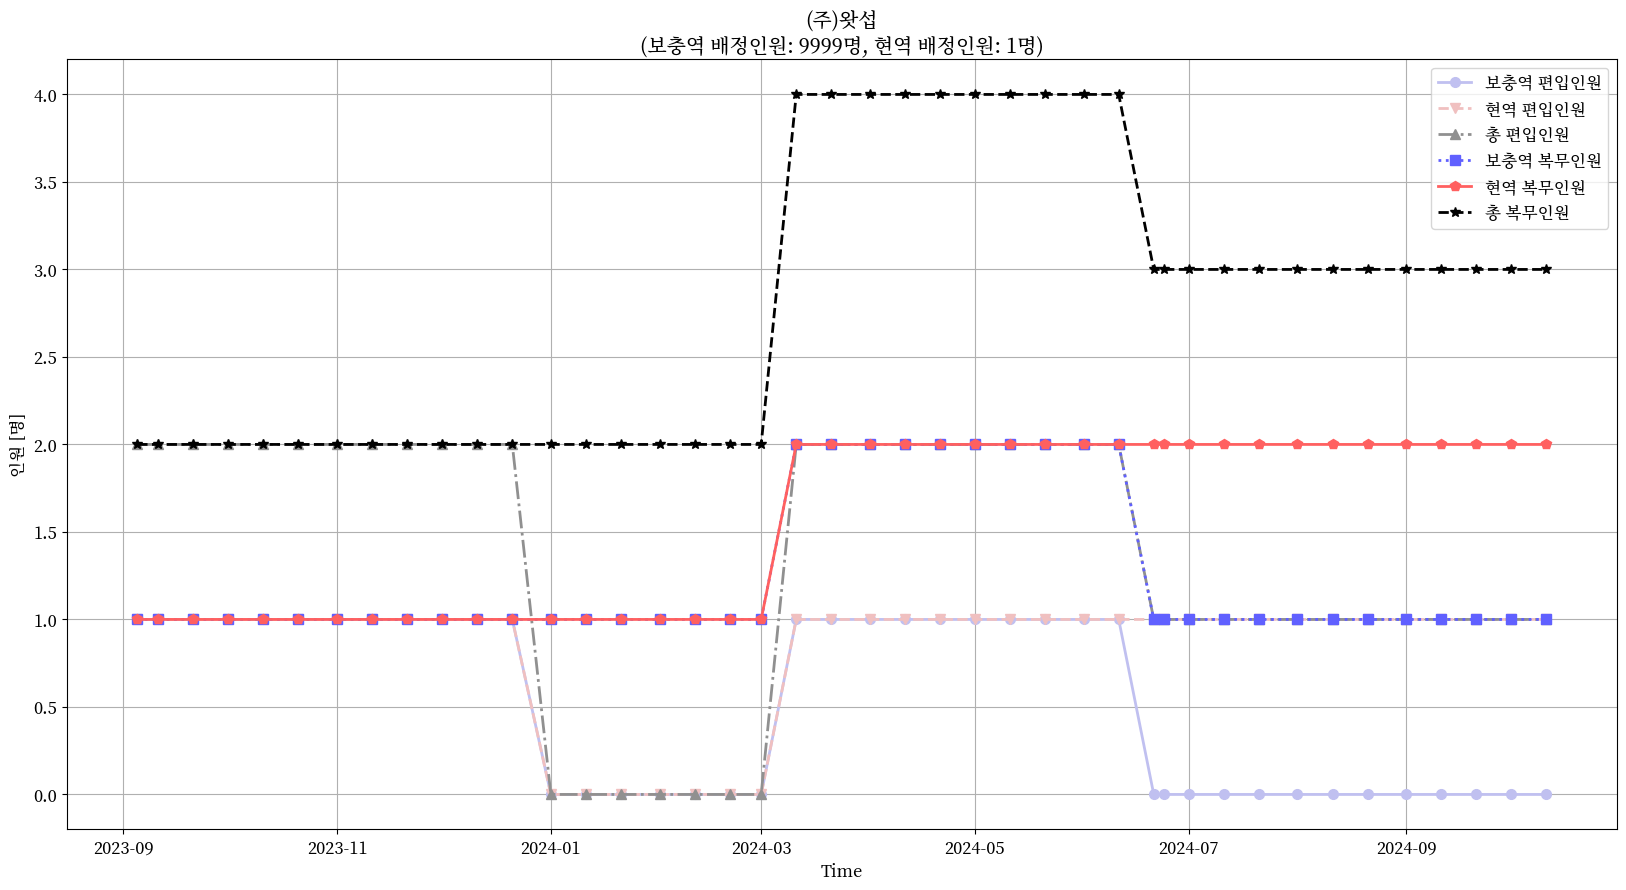 (주)왓섭
(보충역 배정인원: 9999명, 현역 배정인원: 1명)
보충역 편입인원
현역 편입인원
총 편입인원
보충역 복무인원
현역 복무인원
총 복무인원
인원 [명]
4.0
3.5
3.0
2.5
2.0
1.5
1.0
0.5
0.0
2023-09 2023-11 2024-01 2024-03 2024-05 2024-07 2024-09
Time